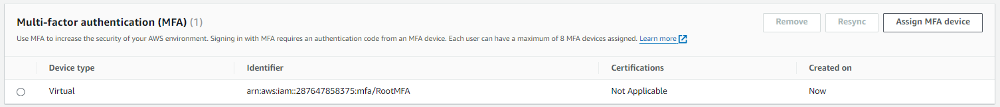 Multi-factor authentication (MFA) (1)
Remove
Resync
Assign MFA device
Use MFA to increase the security of your AWS environment. Signing in with MFA requires an authentication code from an MFA device. Each user can have a maximum of 8 MFA devices assigned. Learn more
Device type Identifier Certifications Created on
Virtual arn:aws:iam::287647858375:mfa/RootMFA Not Applicable Now